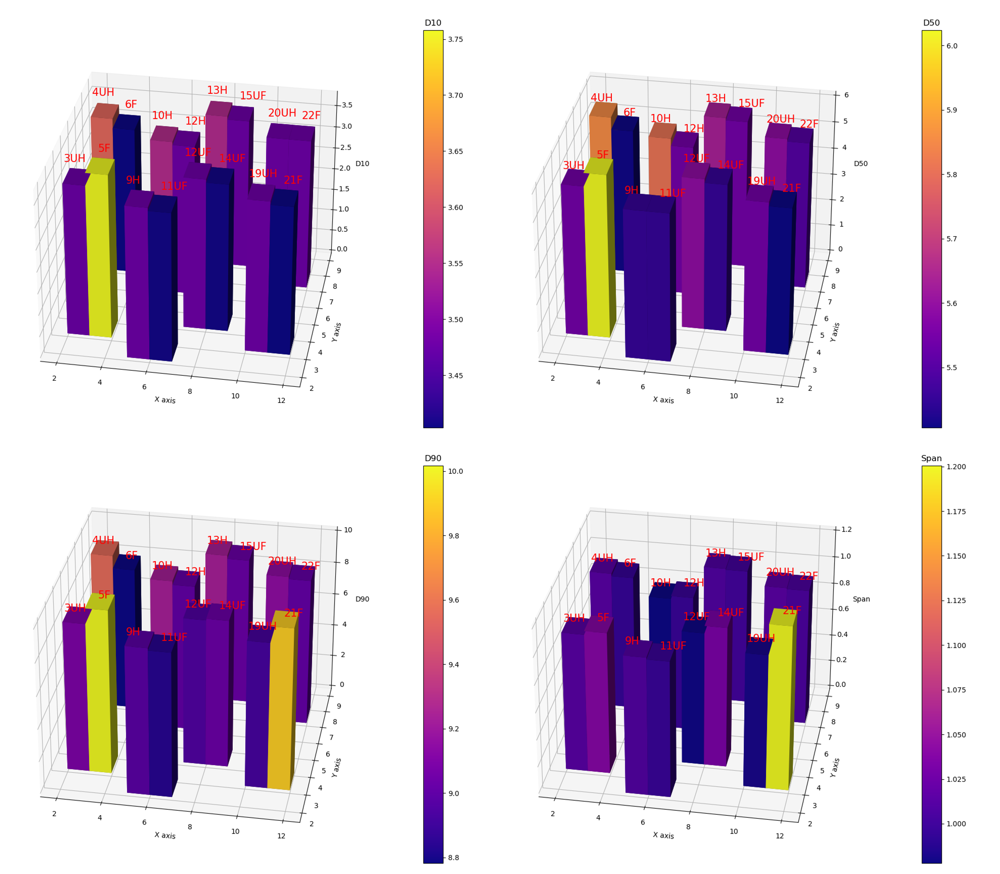 D10
3.75
3.70
3.65
3.60
3.55
3.50
3.45
4UH
6F
10H
12H
13H
15UF
20UH
22F
3UH
5F
9H
11UF
12UF
14UF
19UH
21F
3.5
3.0
2.5
2.0
1.5
1.0
0.5
0.0
D10
9
8
7
6
5
4
3
2
Y axis
2
4
6
8
10
12
X axis
D50
6.0
5.9
5.8
5.7
5.6
5.5
4UH
6F
10H
12H
13H
15UF
20UH
22F
3UH
5F
9H
11UF
12UF
14UF
19UH
21F
6
5
4
3
2
1
0
D50
9
8
7
6
5
4
3
2
Y axis
2
4
6
8
10
12
X axis
D90
10.0
9.8
9.6
9.4
9.2
9.0
8.8
4UH
6F
10H
12H
13H
15UF
20UH
22F
3UH
5F
9H
11UF
12UF
14UF
19UH
21F
10
8
6
4
2
0
D90
9
8
7
6
5
4
3
2
Y axis
2
4
6
8
10
12
X axis
Span
1.200
1.175
1.150
1.125
1.100
1.075
1.050
1.025
1.000
4UH
6F
10H
12H
13H
15UF
20UH
22F
3UH
5F
9H
11UF
12UF
14UF
19UH
21F
1.2
1.0
0.8
0.6
0.4
0.2
0.0
Span
9
8
7
6
5
4
3
2
Y axis
2
4
6
8
10
12
X axis